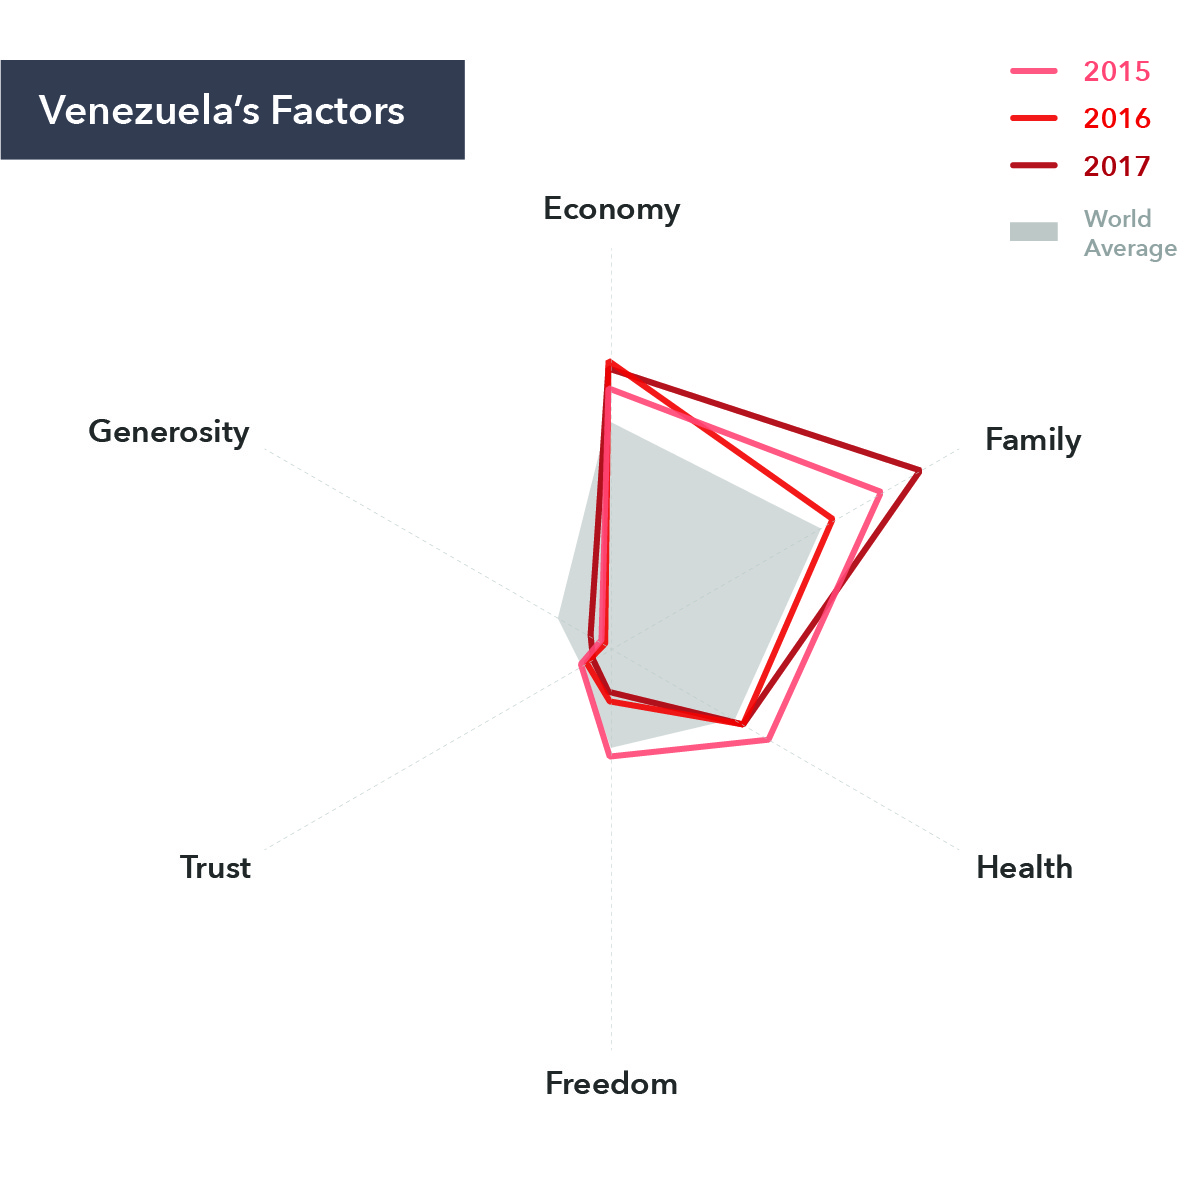 Venezuela’s Factors
2015
2016
2017
World
Average
Economy
Generosity
Family
Trust
Health
Freedom